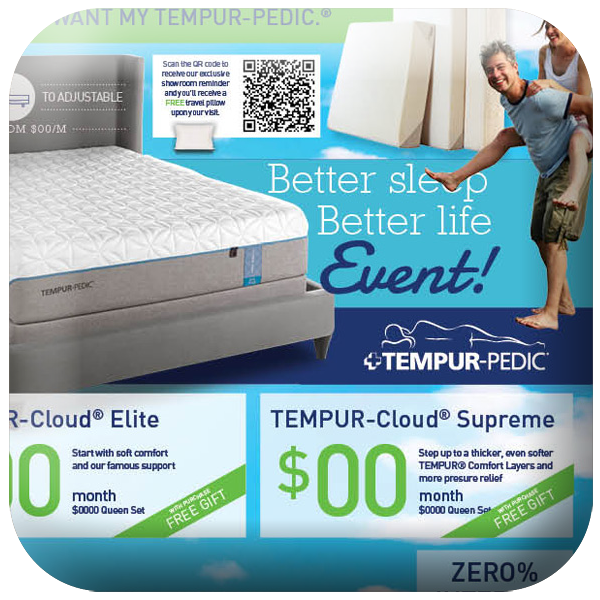 WANT MY TEMPUR-PEDIC.®
Scan the QR code to
receive our exclusive
showroom reminder
and you'll receive a
FREE travel pillow
upon your visit.
TO ADJUSTABLE
OM $00/M
Better sleep
Better life
Event!
TEMPUR-PEDIC
TEMPUR-PEDIC®
R-Cloud® Elite
00
Start with soft comfort
and our famous support
month
$0000 Queen Set
WITH PURCHASE
FREE GIFT
TEMPUR-Cloud® Supreme
$00
Step up to a thicker, even softer
TEMPUR® Comfort Layers and
more presure relief
month
$0000 Queen Set
WITH PURCHASE
FREE GIFT
ZERO%